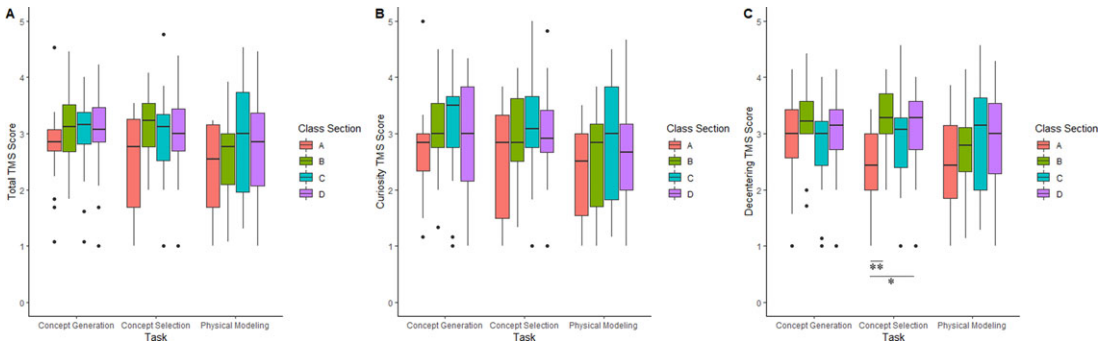 A
Total TMS Score
5
4
3
2
1
0
Concept Generation Concept Selection Physical Modeling
Task
Class Section
A
B
C
D
B
Curiosity TMS Score
5
4
3
2
1
0
Concept Generation Concept Selection Physical Modeling
Task
Class Section
A
B
C
D
C
Decentering TMS Score
5
4
3
2
1
0
**
*
Concept Generation Concept Selection Physical Modeling
Task
Class Section
A
B
C
D